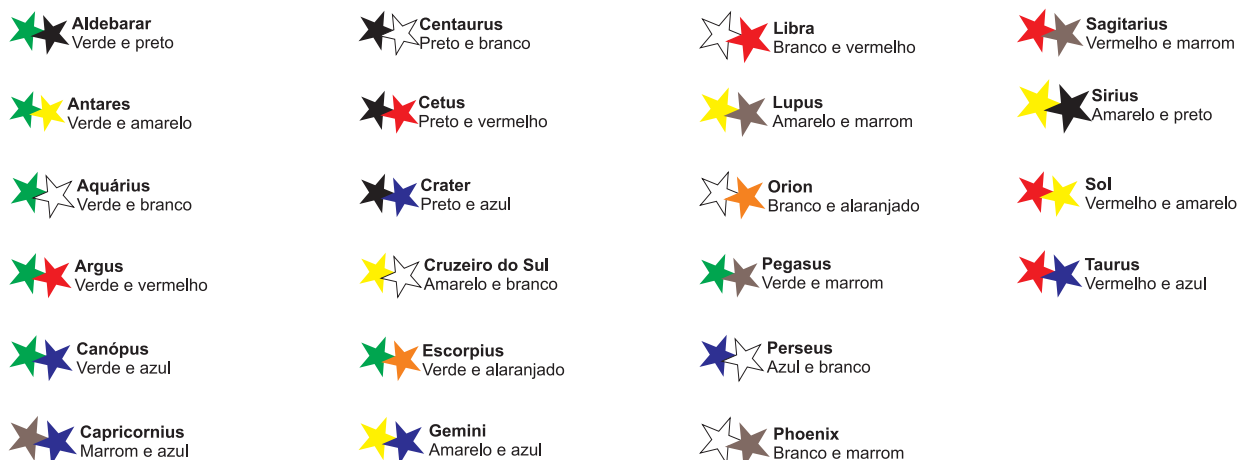 Aldebarar
Verde e preto
Antares
Verde e amarelo
Aquárius
Verde e branco
Argus
Verde e vermelho
Canópus
Verde e azul
Capricornius
Marrom e azul
Centaurus
Preto e branco
Cetus
Preto e vermelho
Crater
Preto e azul
Cruzeiro do Sul
Amarelo e branco
Escorpius
Verde e alaranjado
Gemini
Amarelo e azul
Libra
Branco e vermelho
Lupus
Amarelo e marrom
Orion
Branco e alaranjado
Pegasus
Verde e marrom
Perseus
Azul e branco
Phoenix
Branco e marrom
Sagitarius
Vermelho e marrom
Sirius
Amarelo e preto
Sol
Vermelho e amarelo
Taurus
Vermelho e azul